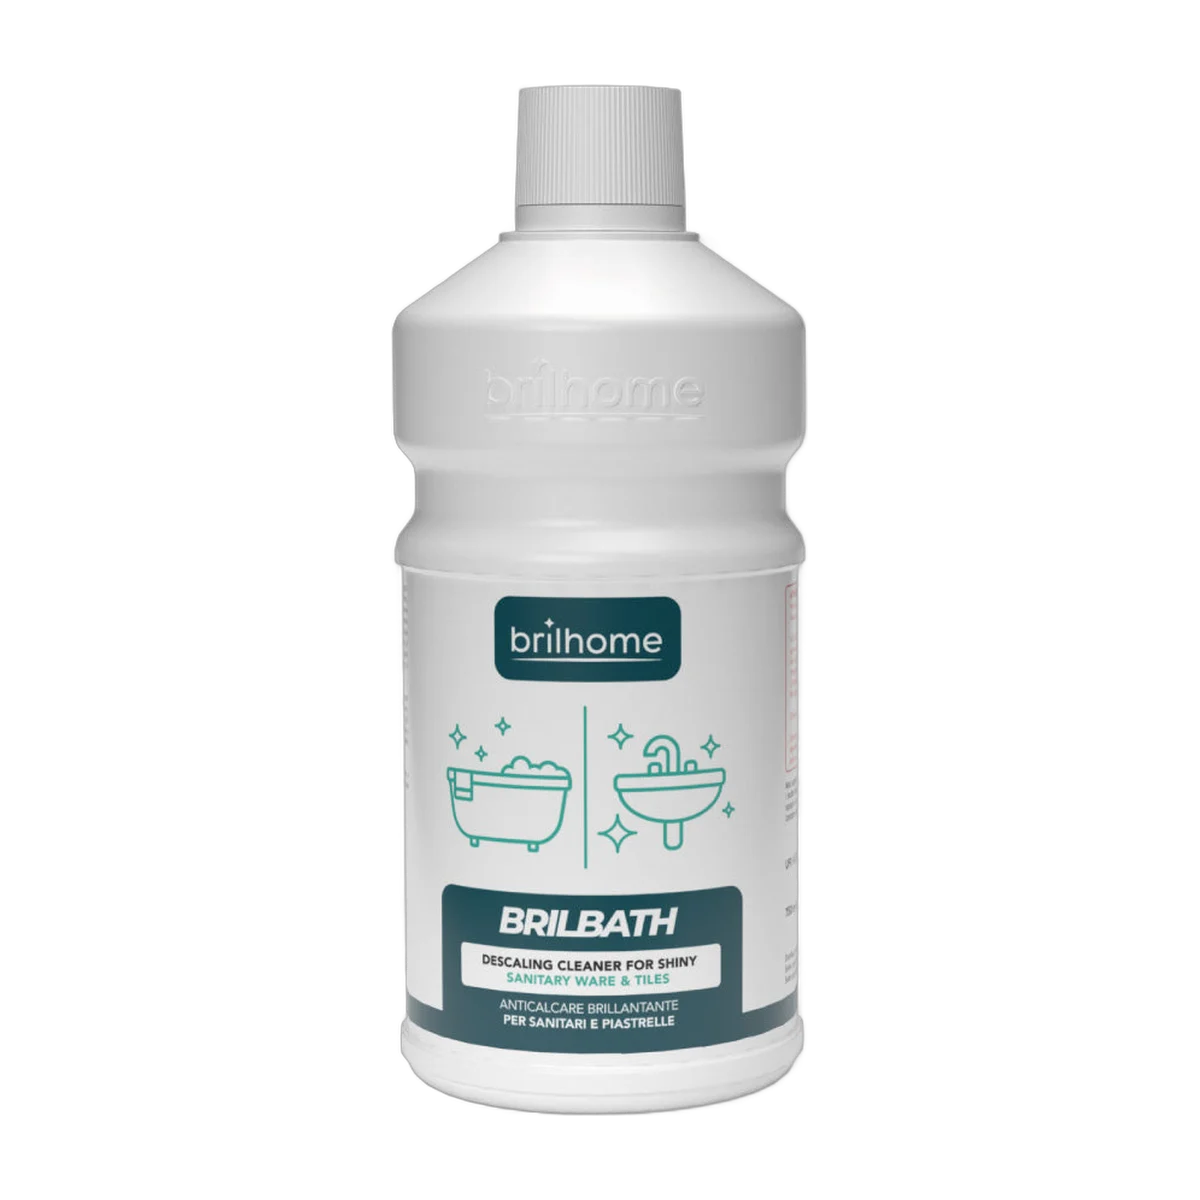 brilhome
brilhome
BRILBATH
DESCALING CLEANER FOR SHINY
SANITARY WARE & TILES
ANTICALCARE BRILLANTANTE
PER SANITARI E PIASTRELLE